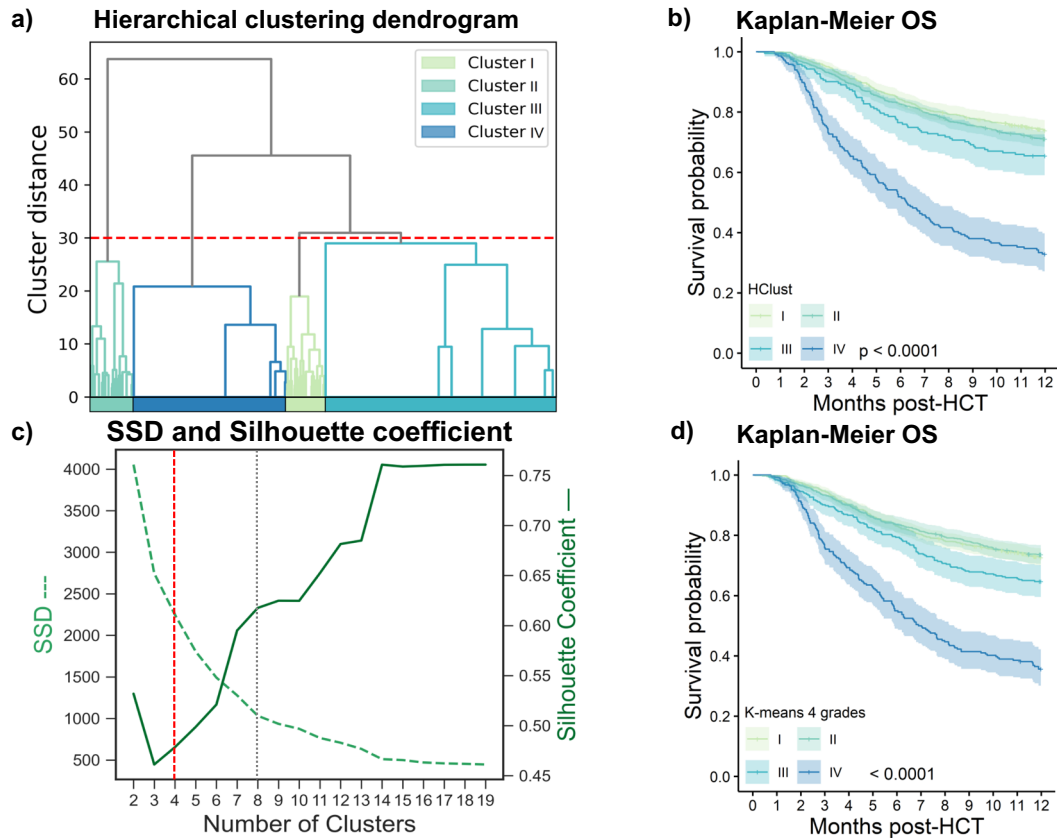 a)
Hierarchical clustering dendrogram
Cluster distance
60
50
40
30
20
10
0
Cluster I
Cluster II
Cluster III
Cluster IV
b)
Kaplan-Meier OS
Survival probability
1.0
0.8
0.6
0.4
0.2
0.0
HClust
I II
III IV
p < 0.0001
0 1 2 3 4 5 6 7 8 9 10 11 12
Months post-HCT
c)
SSD and Silhouette coefficient
SSD ---
4000
3500
3000
2500
2000
1500
1000
500
0.75
0.70
0.65
0.60
0.55
0.50
0.45
Silhouette Coefficient —
2 3 4 5 6 7 8 9 10 11 12 13 14 15 16 17 18 19
Number of Clusters
d)
Kaplan-Meier OS
Survival probability
1.0
0.8
0.6
0.4
0.2
0.0
K-means 4 grades
I II
III IV
< 0.0001
0 1 2 3 4 5 6 7 8 9 10 11 12
Months post-HCT